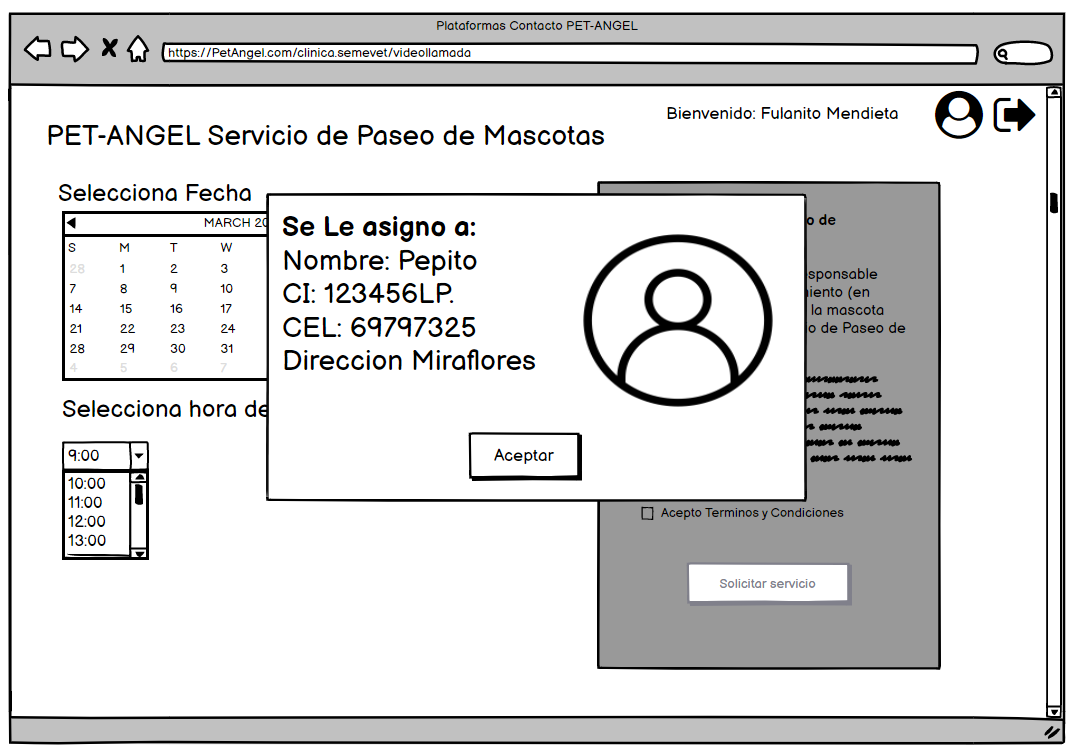 Plataformas Contacto PET-ANGEL
https://PetAngel.com/clinica.semevet/videollamada
Bienvenido: Fulanito Mendieta
PET-ANGEL Servicio de Paseo de Mascotas
Selecciona Fecha
MARCH 20
S M T W
28 1 2 3
7 8 9 10
14 15 16 17
21 22 23 24
28 29 30 31
4 5 6 7
Selecciona hora de
9:00
10:00
11:00
12:00
13:00
Se Le asigno a:
Nombre: Pepito
CI: 123456LP.
CEL: 69797325
Direccion Miraflores
Aceptar
de
la mascota
de Paseo de
Acepto Terminos y Condiciones
Solicitar servicio